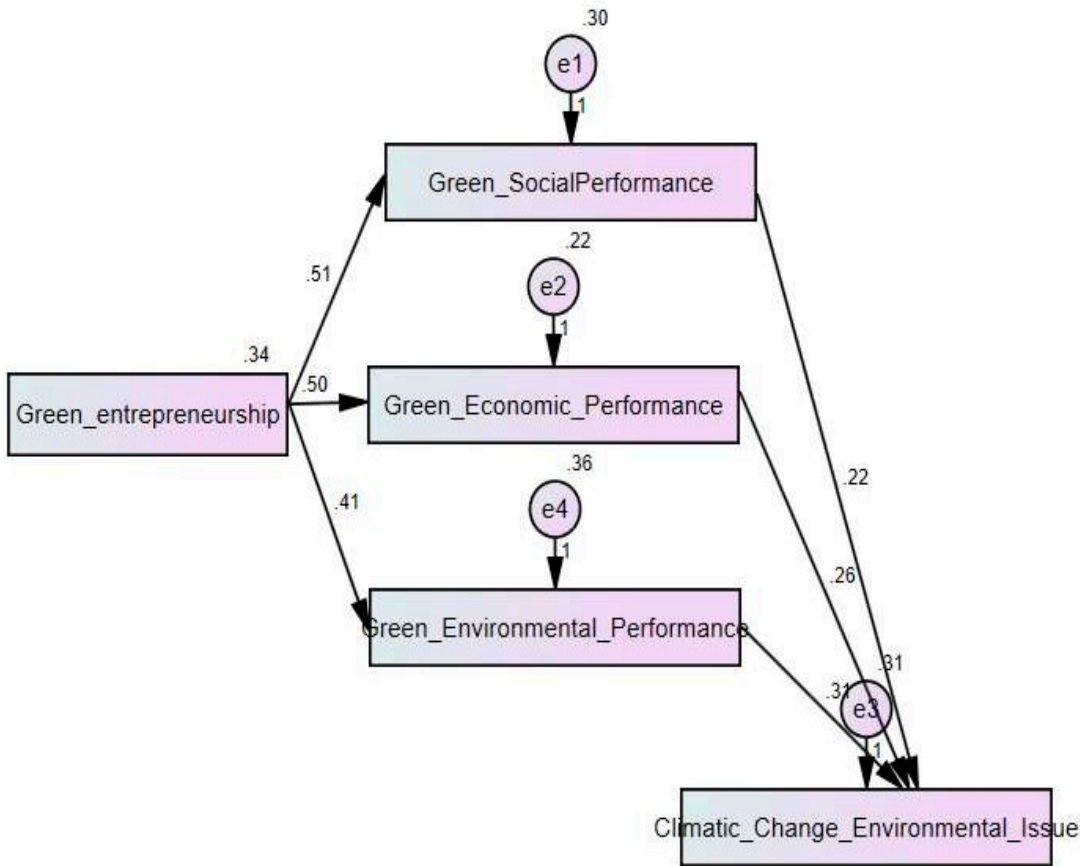 .30
e1
1
Green_SocialPerformance
.22
e2
.51
1
.34
.50
Green_entrepreneurship
Green_Economic_Performance
.36
.22
.41
e4
1
.26
Green_Environmental_Performance
.31
.31
e3
1
Climatic_Change_Environmental_Issue